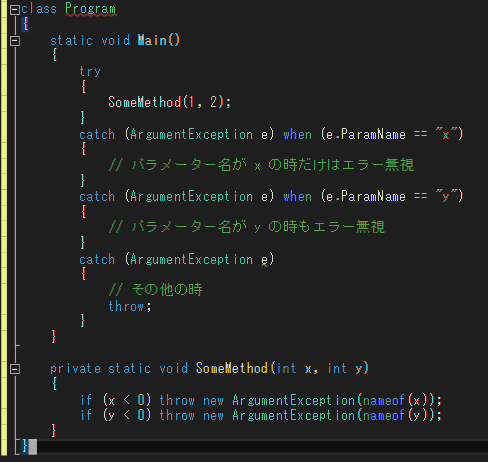 class Program
{
    static void Main()
    {
        try
        {
            SomeMethod(1, 2);
        }
        catch (ArgumentException e) when (e.ParamName == "x")
        {
            // パラメーター名が x の時だけはエラー無視
        }
        catch (ArgumentException e) when (e.ParamName == "y")
        {
            // パラメーター名が y の時もエラー無視
        }
        catch (ArgumentException e)
        {
            // その他の時
            throw;
        }
    }
    private static void SomeMethod(int x, int y)
    {
        if (x < 0) throw new ArgumentException(nameof(x));
        if (y < 0) throw new ArgumentException(nameof(y));
    }
}